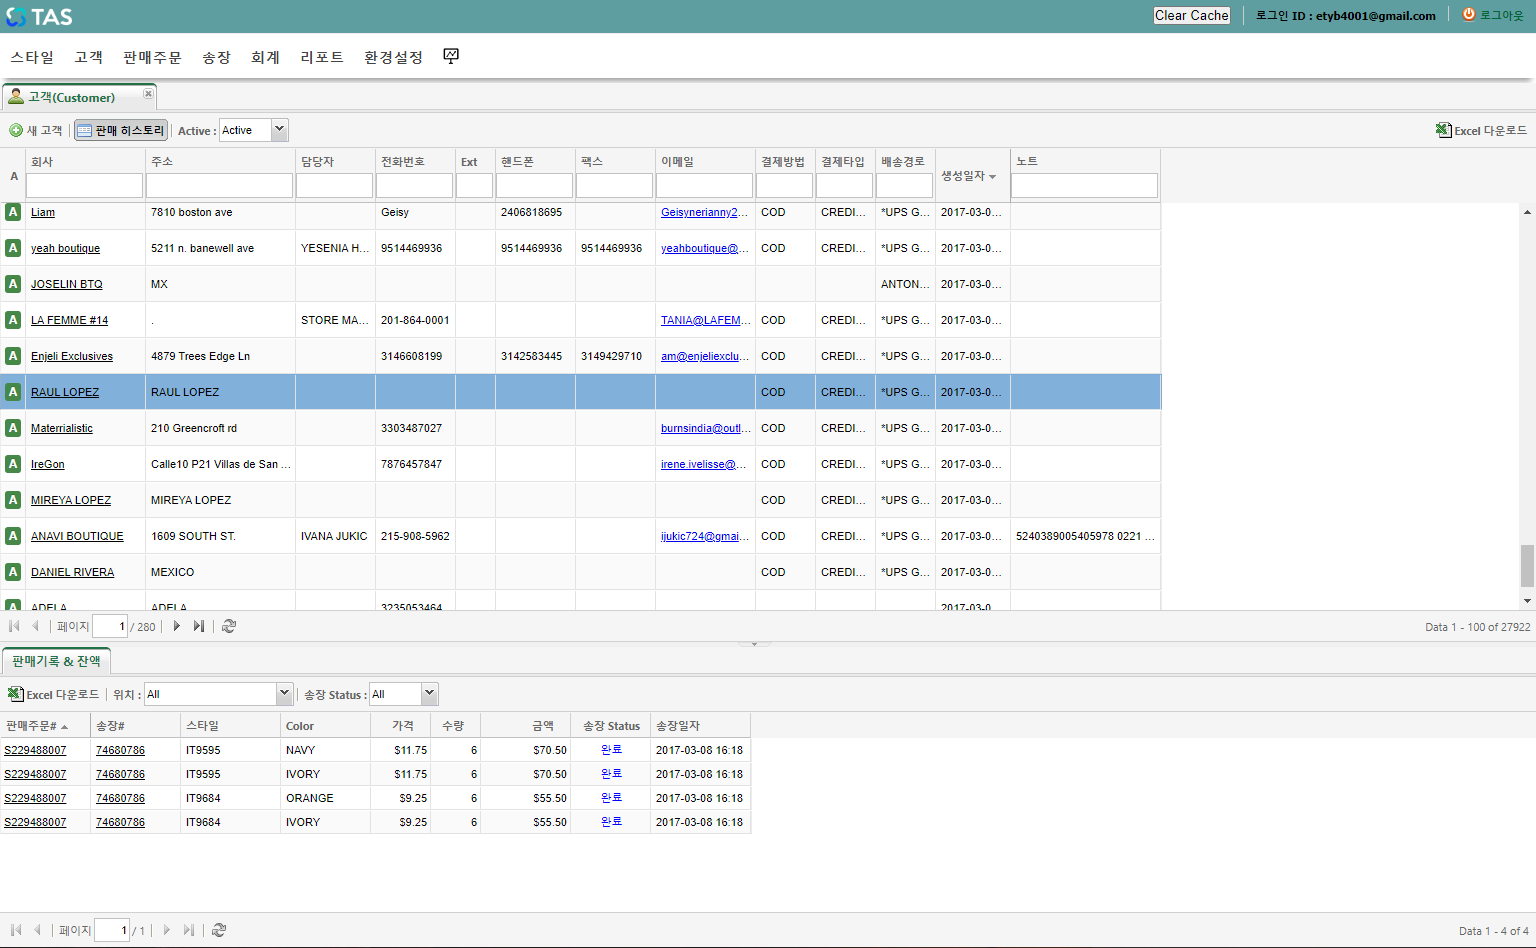 TAS
Clear Cache
로그인 ID : etyb4001@gmail.com
로그아웃
스타일 고객 판매주문 송장 회계 리포트 환경설정
고객(Customer)
새 고객 판매 히스토리 Active : Active Excel 다운로드
A 회사 주소 담당자 전화번호 Ext 핸드폰 팩스 이메일 결제방법 결제타입 배송경로 생성일자 노트
A Liam 7810 boston ave Geisy 2406818695 Geisynerianny2... COD CREDI... *UPS G... 2017-03-0...
A yeah boutique 5211 n. banewell ave YESENIA H... 9514469936 9514469936 9514469936 yeahboutique@... COD CREDI... *UPS G... 2017-03-0...
A JOSELIN BTQ MX ANTON... 2017-03-0...
A LA FEMME #14 . STORE MA... 201-864-0001 TANIA@LAFEM... COD CREDI... *UPS G... 2017-03-0...
A Enjeli Exclusives 4879 Trees Edge Ln 3146608199 3142583445 3149429710 am@enjeliexclu... COD CREDI... *UPS G... 2017-03-0...
A RAUL LOPEZ RAUL LOPEZ COD CREDI... *UPS G... 2017-03-0...
A Materrialistic 210 Greencroft rd 3303487027 burnsindia@outl... COD CREDI... *UPS G... 2017-03-0...
A IreGon Calle10 P21 Villas de San ... 7876457847 irene.ivelisse@... COD CREDI... *UPS G... 2017-03-0...
A MIREYA LOPEZ MIREYA LOPEZ COD CREDI... *UPS G... 2017-03-0...
A ANAVI BOUTIQUE 1609 SOUTH ST. IVANA JUKIC 215-908-5962 ijukic724@gmai... COD CREDI... *UPS G... 2017-03-0... 5240389005405978 0221 ...
A DANIEL RIVERA MEXICO COD CREDI... *UPS G... 2017-03-0...
A ADELA ADELA 3235053464 2017-03-0
페이지 1 / 280 Data 1 - 100 of 27922
판매기록 & 잔액
Excel 다운로드 위치 : All 송장 Status : All
판매주문# 송장# 스타일 Color 가격 수량 금액 송장 Status 송장일자
S229488007 74680786 IT9595 NAVY $11.75 6 $70.50 완료 2017-03-08 16:18
S229488007 74680786 IT9595 IVORY $11.75 6 $70.50 완료 2017-03-08 16:18
S229488007 74680786 IT9684 ORANGE $9.25 6 $55.50 완료 2017-03-08 16:18
S229488007 74680786 IT9684 IVORY $9.25 6 $55.50 완료 2017-03-08 16:18
페이지 1 / 1 Data 1 - 4 of 4